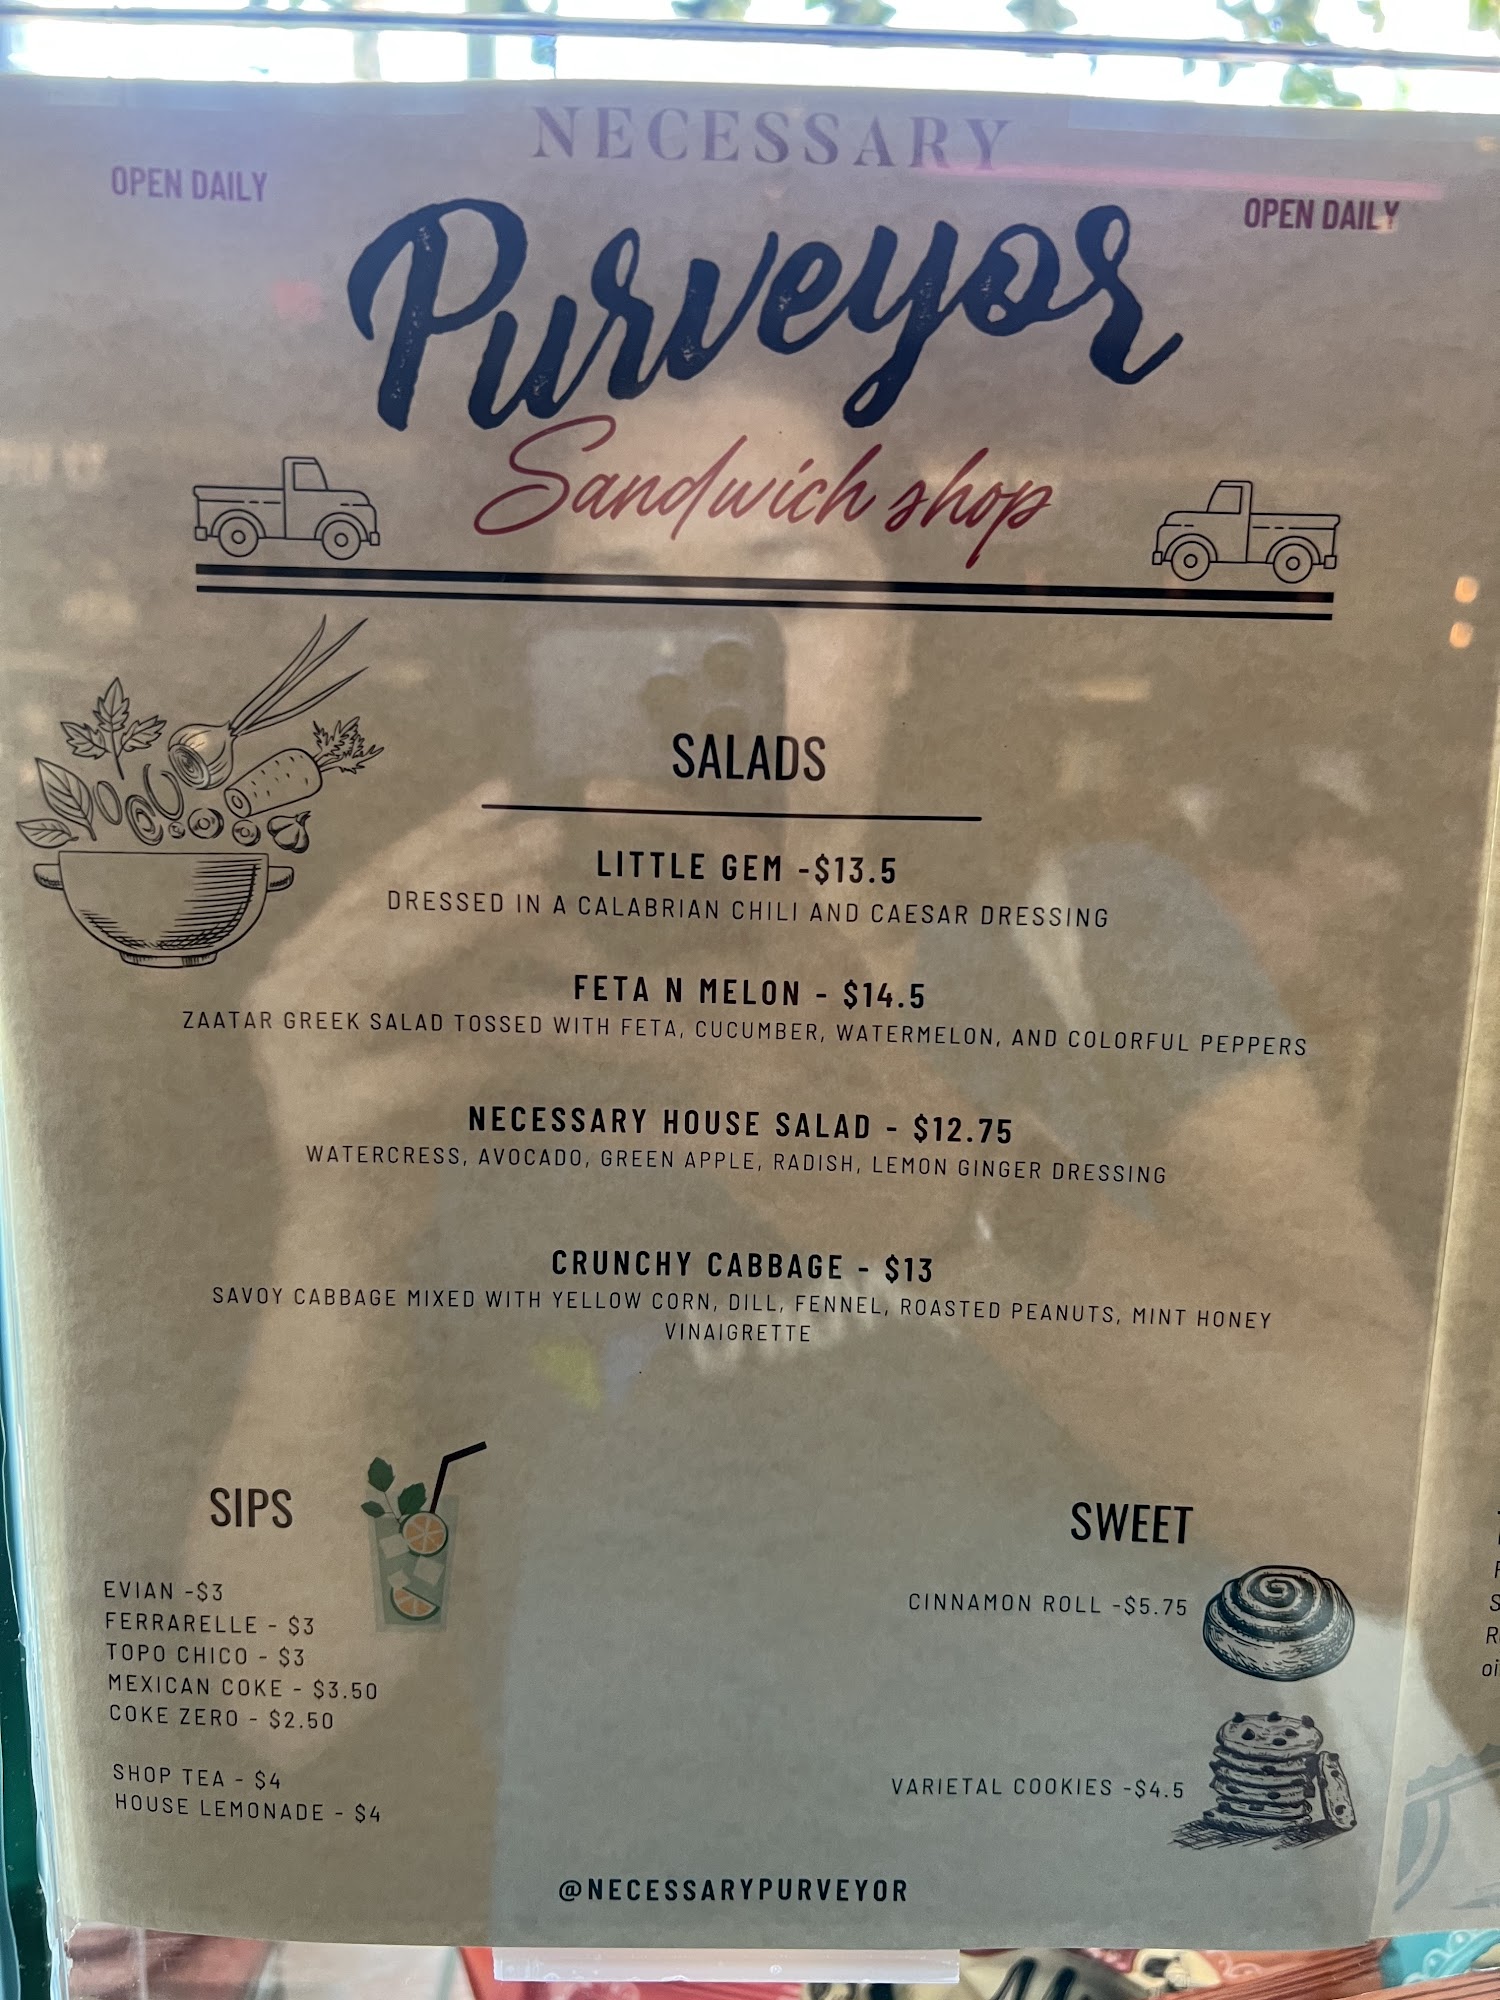 NECESSARY
OPEN DAILY
OPEN DAILY
Purveyor
Sandwich shop
SALADS
LITTLE GEM -$13.5
DRESSED IN A CALABRIAN CHILI AND CAESAR DRESSING
FETA N MELON - $14.5
ZAATAR GREEK SALAD TOSSED WITH FETA, CUCUMBER, WATERMELON, AND COLORFUL PEPPERS
NECESSARY HOUSE SALAD - $12.75
WATERCRESS, AVOCADO, GREEN APPLE, RADISH, LEMON GINGER DRESSING
CRUNCHY CABBAGE - $13
SAVOY CABBAGE MIXED WITH YELLOW CORN, DILL, FENNEL, ROASTED PEANUTS, MINT HONEY
VINAIGRETTE
SIPS
EVIAN -$3
FERRARELLE - $3
TOPO CHICO - $3
MEXICAN COKE - $3.50
COKE ZERO - $2.50
SHOP TEA - $4
HOUSE LEMONADE - $4
SWEET
CINNAMON ROLL -$5.75
VARIETAL COOKIES -$4.5
@NECESSARYPURVEYOR